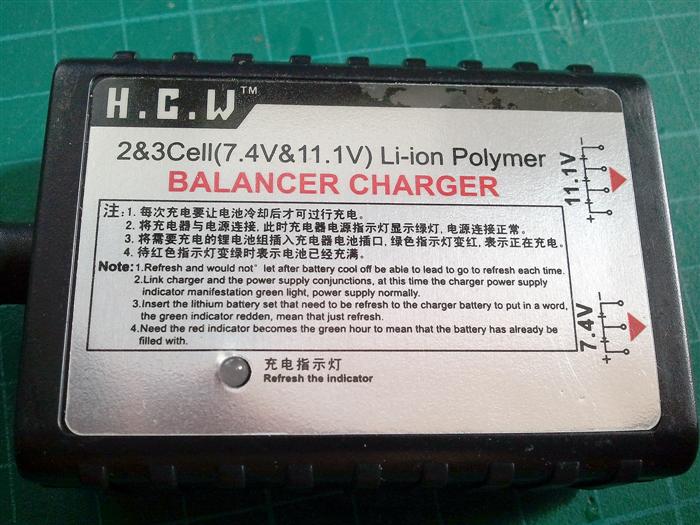 H.C.W™
2&3Cell(7.4V&11.1V) Li-ion Polymer
BALANCER CHARGER
注: 1. 每次充电要让电池冷却后才可过行充电。
2. 将充电器与电源连接, 此时充电器电源指示灯显示绿灯, 电源连接正常。
3. 将需要充电的锂电池组插入充电器电池插口, 绿色指示灯变红, 表示正在充电。
4. 待红色指示灯变绿时表示电池已经充满。
Note: 1.Refresh and would not” let after battery cool off be able to lead to go to refresh each time.
2.Link charger and the power supply conjunctions, at this time the charger power supply
indicator manifestation green light, power supply normally.
3.Insert the lithium battery set that need to be refresh to the charger battery to put in a word,
the green indicator redden, mean that just refresh.
4.Need the red indicator becomes the green hour to mean that the battery has already be
filled with.
充电指示灯
Refresh the indicator
11.1V
+ -
7.4V
+ -